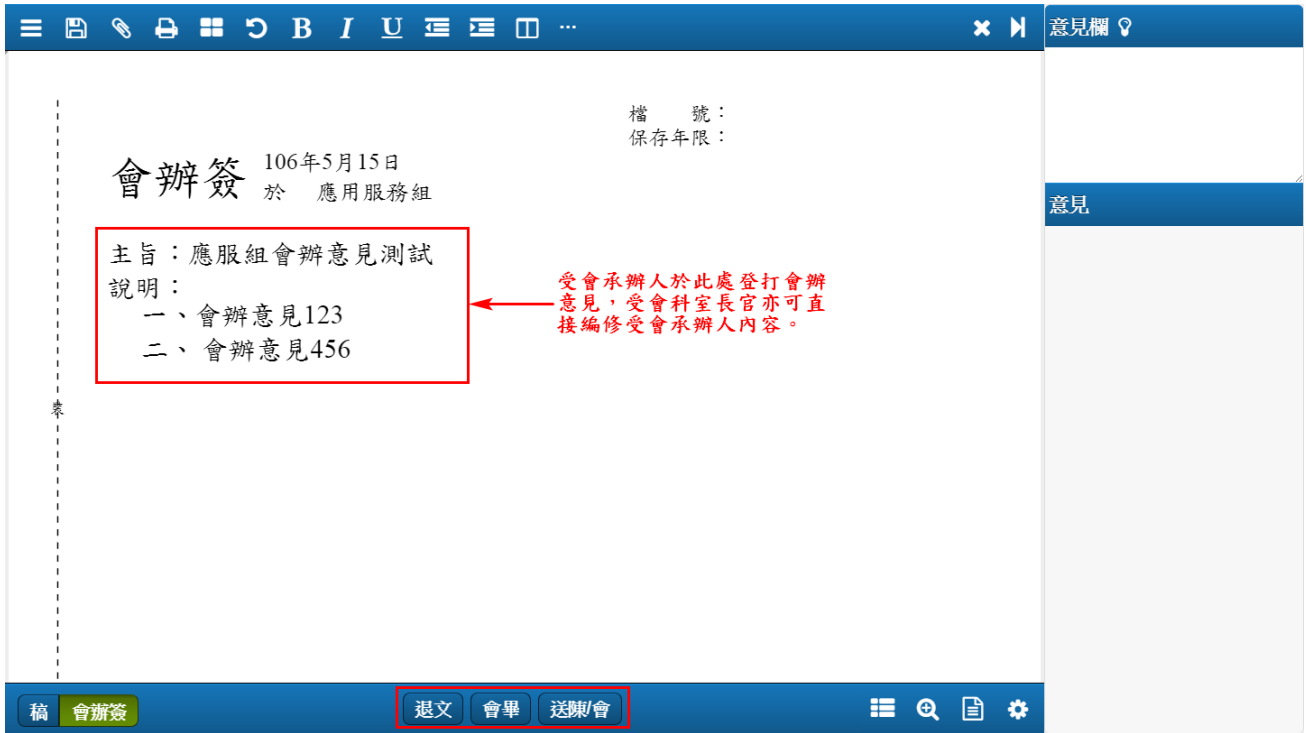 B I U ...
意見欄
檔　　號：
保存年限：
會辦簽 106年5月15日
於　應用服務組
主旨：應服組會辦意見測試
說明：
一、會辦意見123
二、 會辦意見456
受會承辦人於此處登打會辦
意見，受會科室長官亦可直
接編修受會承辦人內容。
意見
裝
稿 會辦簽 退文 會畢 送陳/會